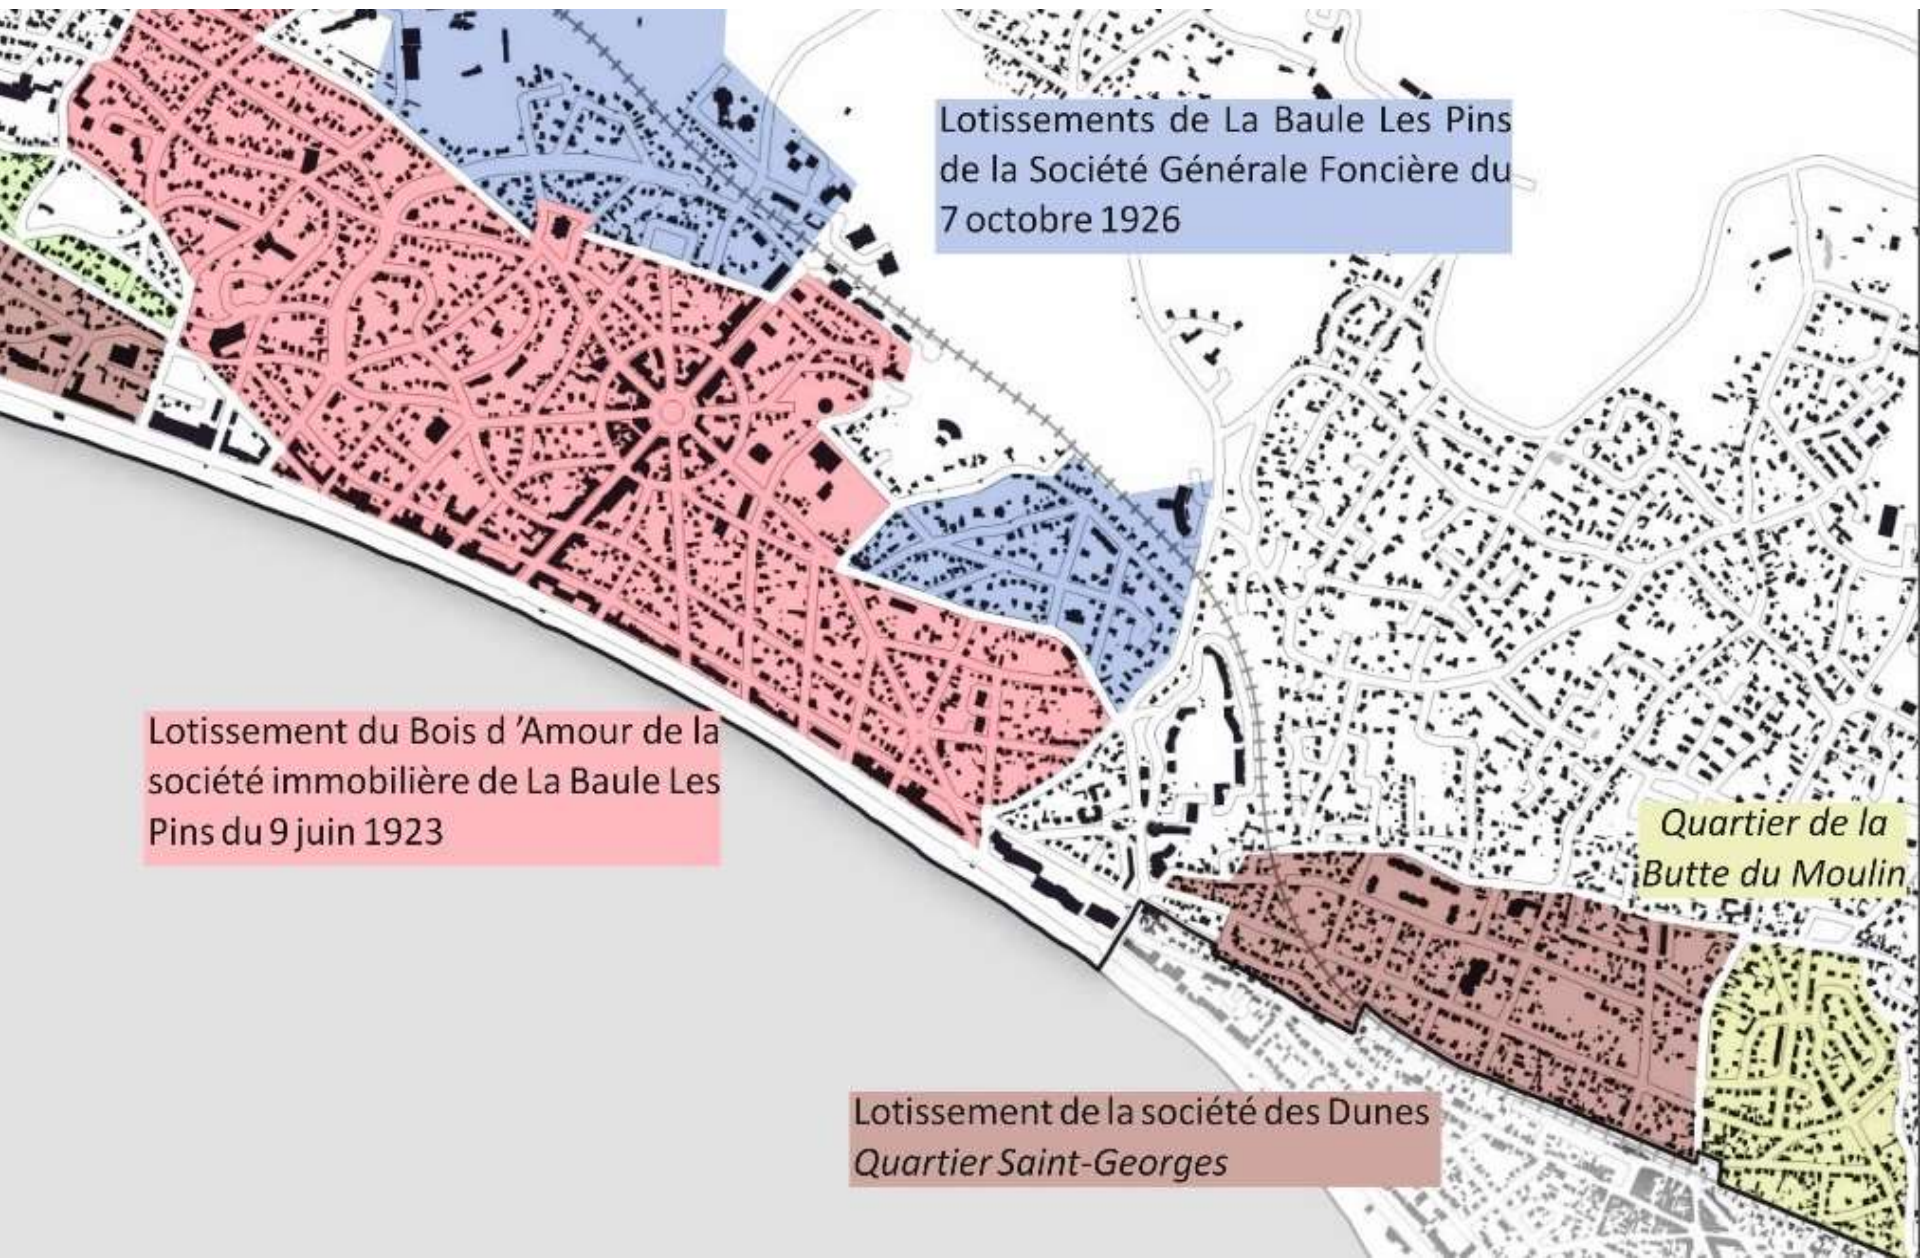 Lotissements de La Baule Les Pins
de la Société Générale Foncière du
7 octobre 1926
Lotissement du Bois d ’Amour de la
société immobilière de La Baule Les
Pins du 9 juin 1923
Quartier de la
Butte du Moulin
Lotissement de la société des Dunes
Quartier Saint-Georges